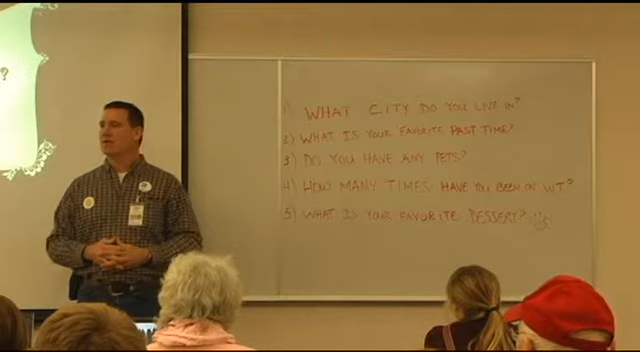 ?
1) WHAT CITY DO YOU LIVE IN?
2) WHAT IS YOUR FAVORITE PAST TIME?
3) DO YOU HAVE ANY PETS?
4) HOW MANY TIMES HAVE YOU BEEN ON WJ?
5) WHAT IS YOUR FAVORITE DESSERT?